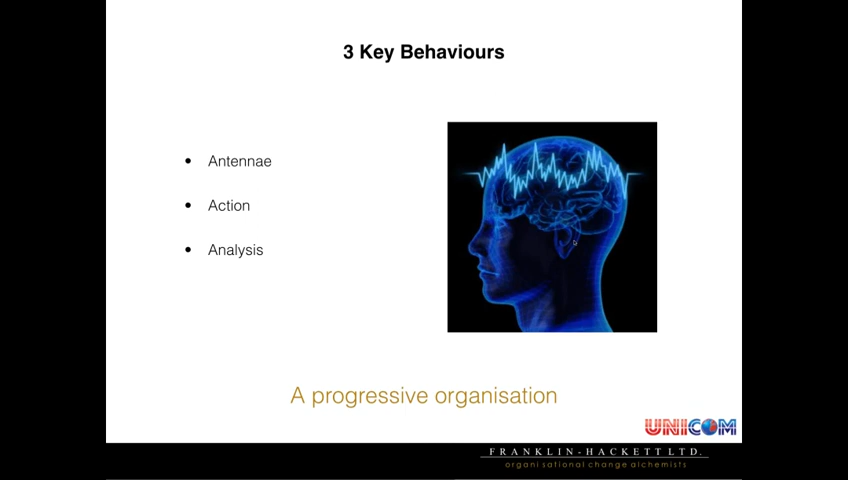 3 Key Behaviours
• Antennae
• Action
• Analysis
A progressive organisation
UNICOM
FRANKLIN-HACKETT LTD.
organisational change alchemists